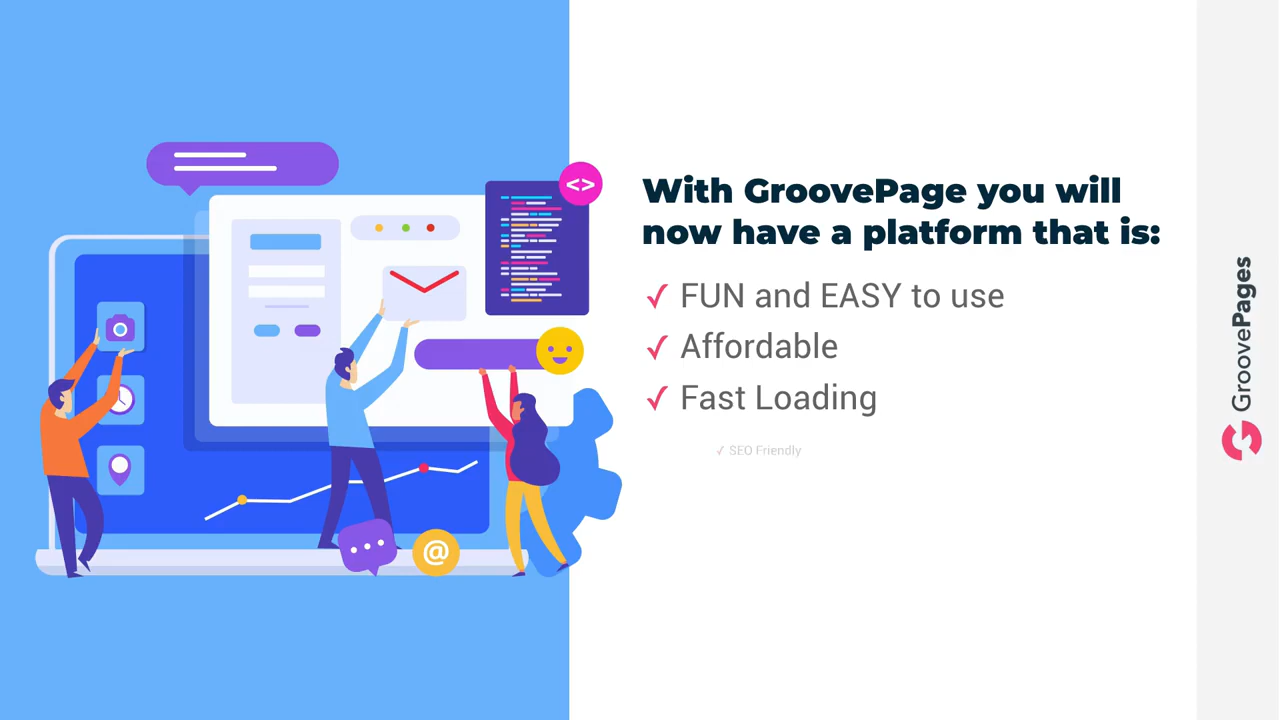 With GroovePage you will
now have a platform that is:
✓ FUN and EASY to use
✓ Affordable
✓ Fast Loading
✓ SEO Friendly
GroovePages
<>
@